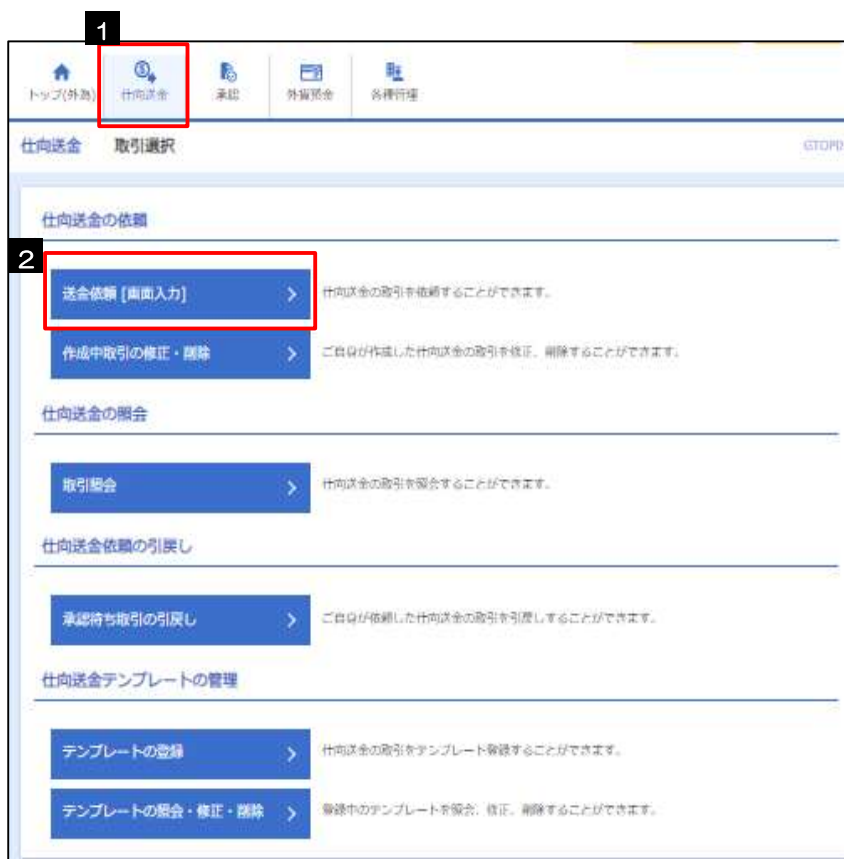 1
トップ(外為) 仕向送金 承認 外貨預金 各種管理
仕向送金 取引選択
仕向送金の依頼
2
送金依頼 [画面入力] 仕向送金の取引を依頼することができます。
作成中取引の修正・削除 ご自身が作成した仕向送金の取引を修正、削除することができます。
仕向送金の照会
取引照会 仕向送金の取引を照会することができます。
仕向送金依頼の引戻し
承認待ち取引の引戻し ご自身が依頼した仕向送金の取引を引戻しすることができます。
仕向送金テンプレートの管理
テンプレートの登録 仕向送金の取引をテンプレート登録することができます。
テンプレートの照会・修正・削除 登録中のテンプレートを照会、修正、削除することができます。